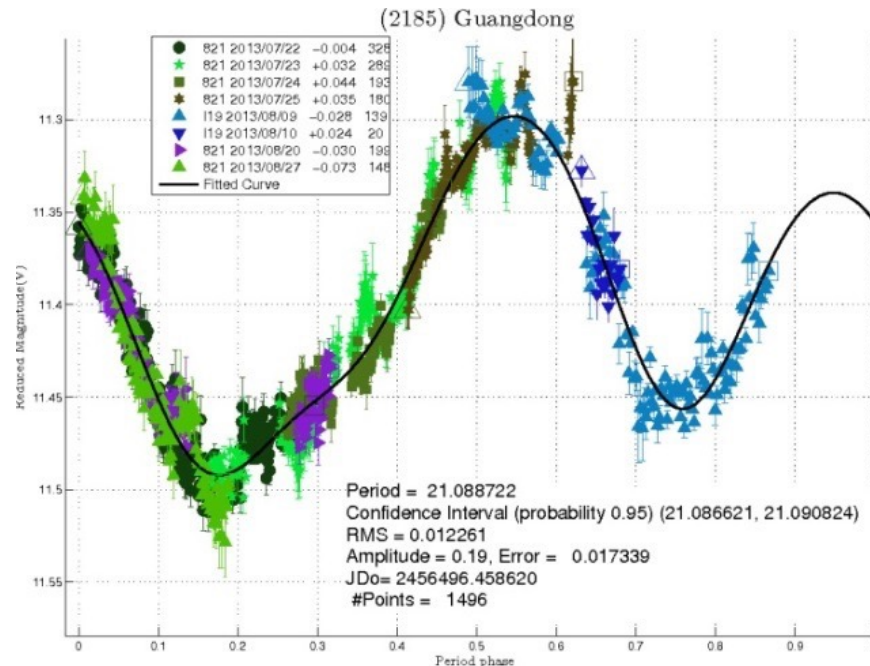 (2185) Guangdong
821 2013/07/22 -0.004 328
821 2013/07/23 +0.032 289
821 2013/07/24 +0.044 193
821 2013/07/25 +0.035 180
I19 2013/08/09 -0.028 139
I19 2013/08/10 +0.024 20
821 2013/08/20 -0.030 199
821 2013/08/27 -0.073 148
Fitted Curve
11.3
11.35
11.4
11.45
11.5
11.55
Reduced Magnitude(V)
Period = 21.088722
Confidence Interval (probability 0.95) (21.086621, 21.090824)
RMS = 0.012261
Amplitude = 0.19, Error = 0.017339
JDo= 2456496.458620
#Points = 1496
0 0.1 0.2 0.3 0.4 0.5 0.6 0.7 0.8 0.9
Period phase